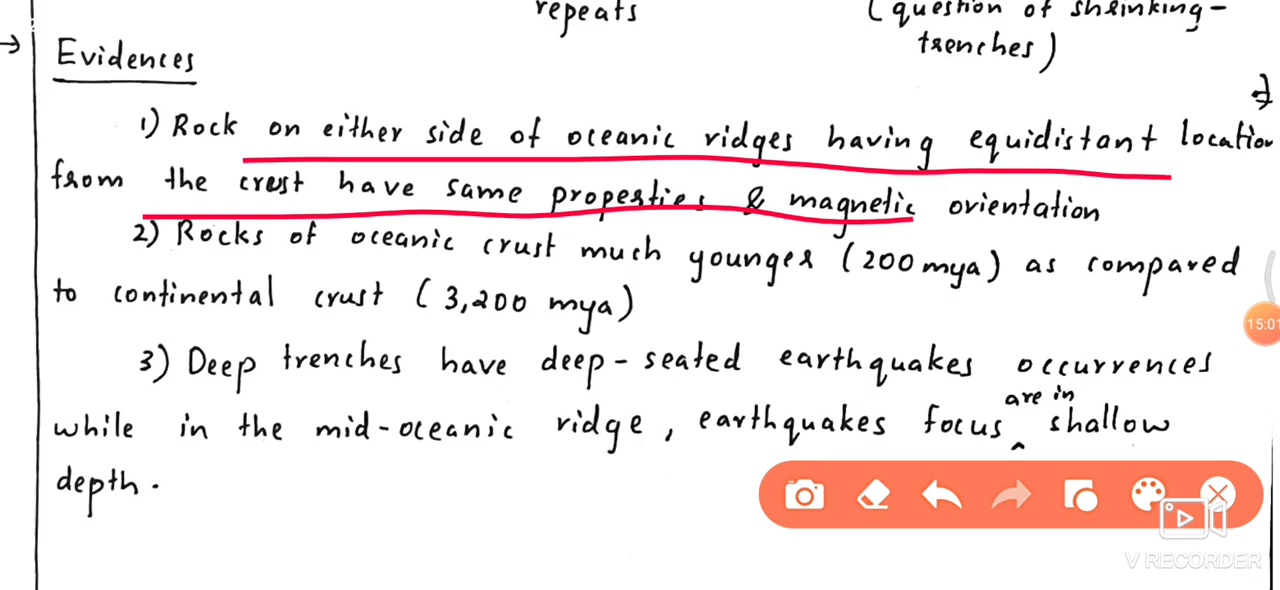 repeats
(question of shrinking-
trenches)
Evidences
1) Rock on either side of oceanic ridges having equidistant location
from the crest have same properties & magnetic orientation
2) Rocks of oceanic crust much younger (200 mya) as compared
to continental crust (3,200 mya)
3) Deep trenches have deep-seated earthquakes occurrences
are in
while in the mid-oceanic ridge, earthquakes focus ^ shallow
depth.
15:01
V RECORDER